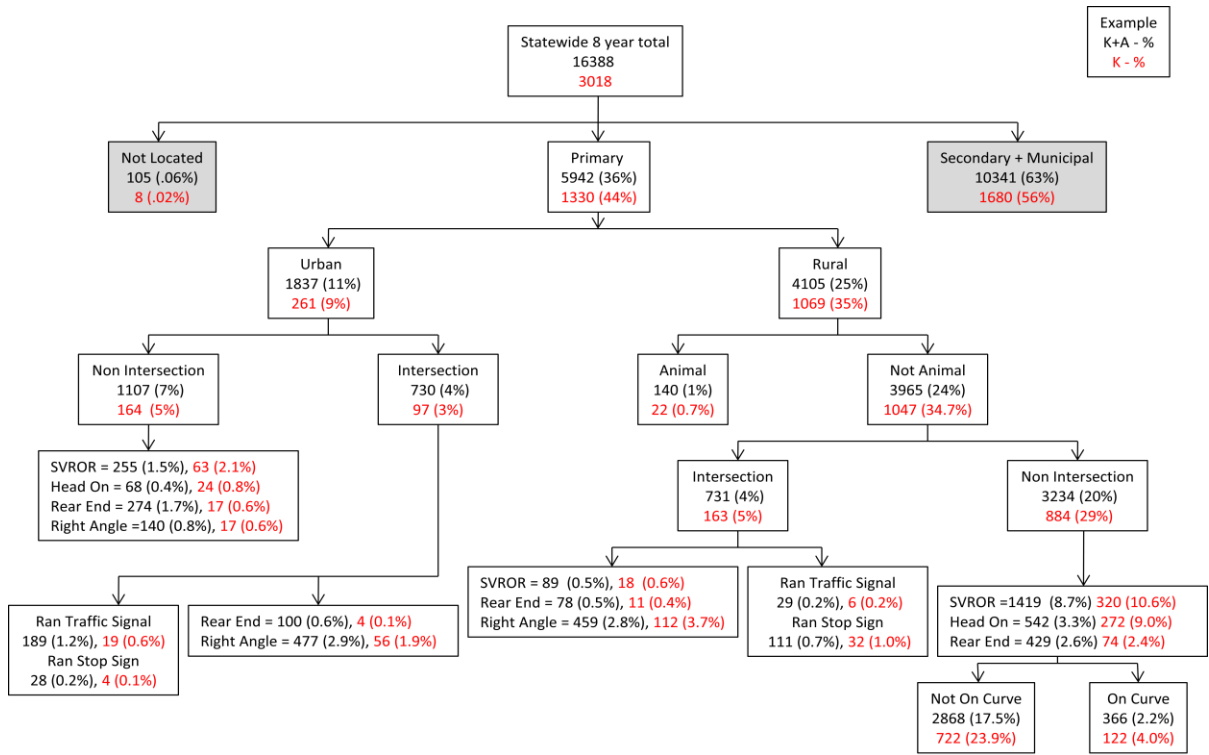 Example
K+A - %
K - %
Statewide 8 year total
16388
3018
Not Located
105 (.06%)
8 (.02%)
Primary
5942 (36%)
1330 (44%)
Secondary + Municipal
10341 (63%)
1680 (56%)
Urban
1837 (11%)
261 (9%)
Rural
4105 (25%)
1069 (35%)
Non Intersection
1107 (7%)
164  (5%)
Intersection
730 (4%)
97 (3%)
Animal
140 (1%)
22 (0.7%)
Not Animal
3965 (24%)
1047 (34.7%)
SVROR = 255 (1.5%), 63 (2.1%)
Head On = 68 (0.4%), 24 (0.8%)
Rear End = 274 (1.7%), 17 (0.6%)
Right Angle =140 (0.8%), 17 (0.6%)
Intersection
731 (4%)
163 (5%)
Non Intersection
3234 (20%)
884 (29%)
Ran Traffic Signal
189 (1.2%), 19 (0.6%)
Ran Stop Sign
28 (0.2%), 4 (0.1%)
Rear End = 100 (0.6%), 4 (0.1%)
Right Angle = 477 (2.9%), 56 (1.9%)
SVROR = 89  (0.5%), 18  (0.6%)
Rear End = 78 (0.5%), 11 (0.4%)
Right Angle = 459 (2.8%), 112 (3.7%)
Ran Traffic Signal
29 (0.2%), 6 (0.2%)
Ran Stop Sign
111 (0.7%), 32 (1.0%)
SVROR =1419  (8.7%) 320 (10.6%)
Head On = 542 (3.3%) 272 (9.0%)
Rear End = 429 (2.6%) 74 (2.4%)
Not On Curve
2868 (17.5%)
722 (23.9%)
On Curve
366 (2.2%)
122 (4.0%)